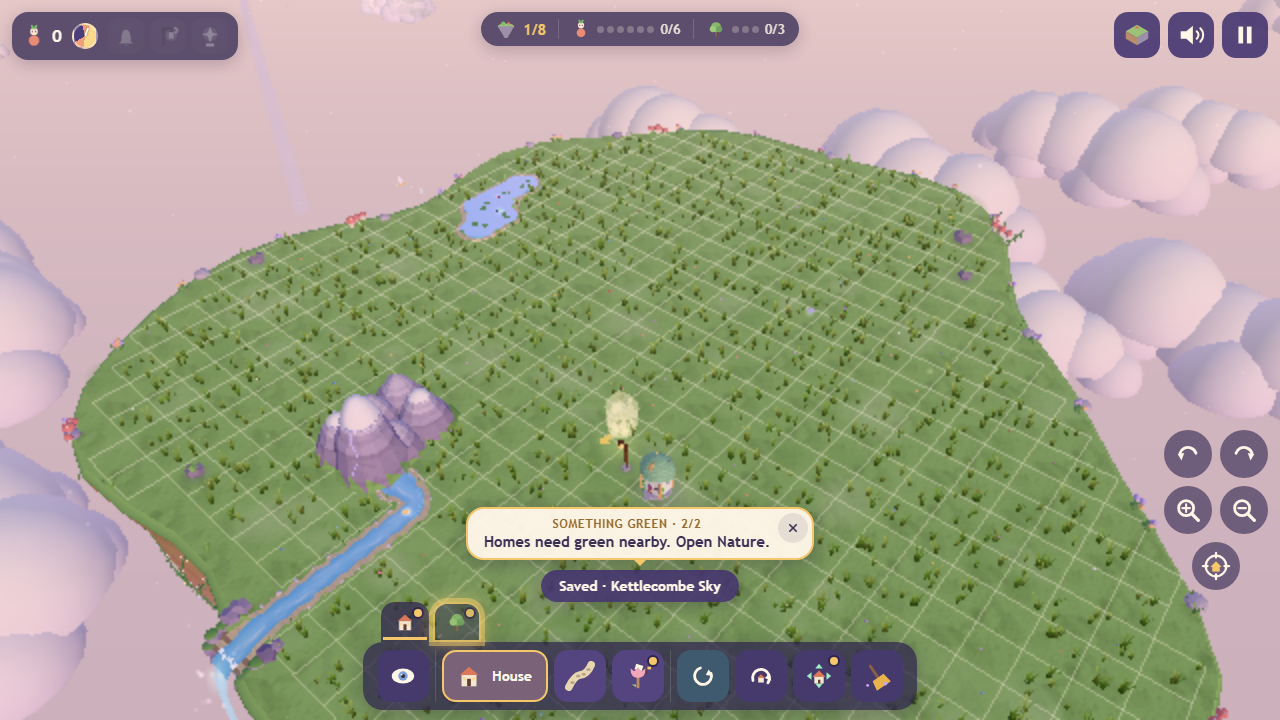 0
1/8
0/6
0/3
SOMETHING GREEN · 2/2
Homes need green nearby. Open Nature.
Saved · Kettlecombe Sky
House